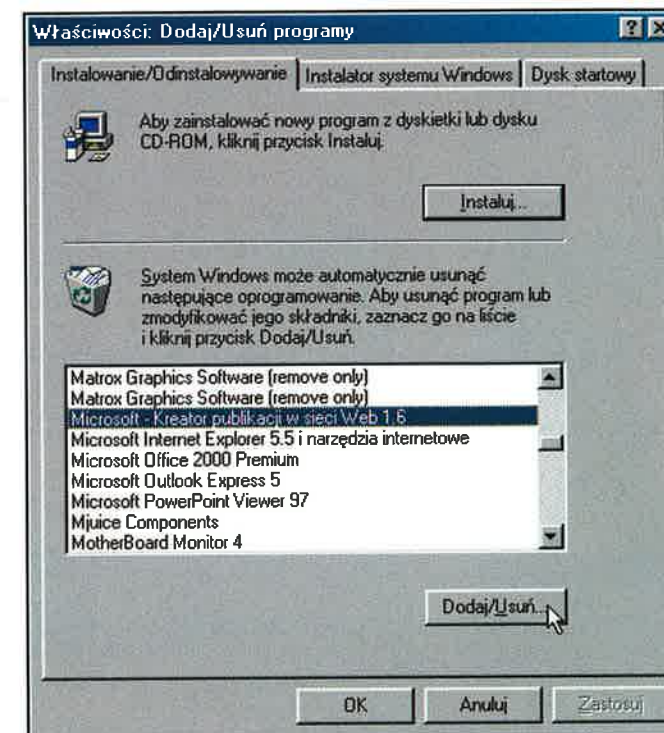 Właściwości: Dodaj/Usuń programy
Instalowanie/Odinstalowywanie Instalator systemu Windows Dysk startowy
Aby zainstalować nowy program z dyskietki lub dysku
CD-ROM, kliknij przycisk Instaluj.
Instaluj...
System Windows może automatycznie usunąć
następujące oprogramowanie. Aby usunąć program lub
zmodyfikować jego składniki, zaznacz go na liście
i kliknij przycisk Dodaj/Usuń.
Matrox Graphics Software (remove only)
Matrox Graphics Software (remove only)
Microsoft - Kreator publikacji w sieci Web 1.6
Microsoft Internet Explorer 5.5 i narzędzia internetowe
Microsoft Office 2000 Premium
Microsoft Outlook Express 5
Microsoft PowerPoint Viewer 97
Mjuice Components
MotherBoard Monitor 4
Dodaj/Usuń...
OK Anuluj Zastosuj